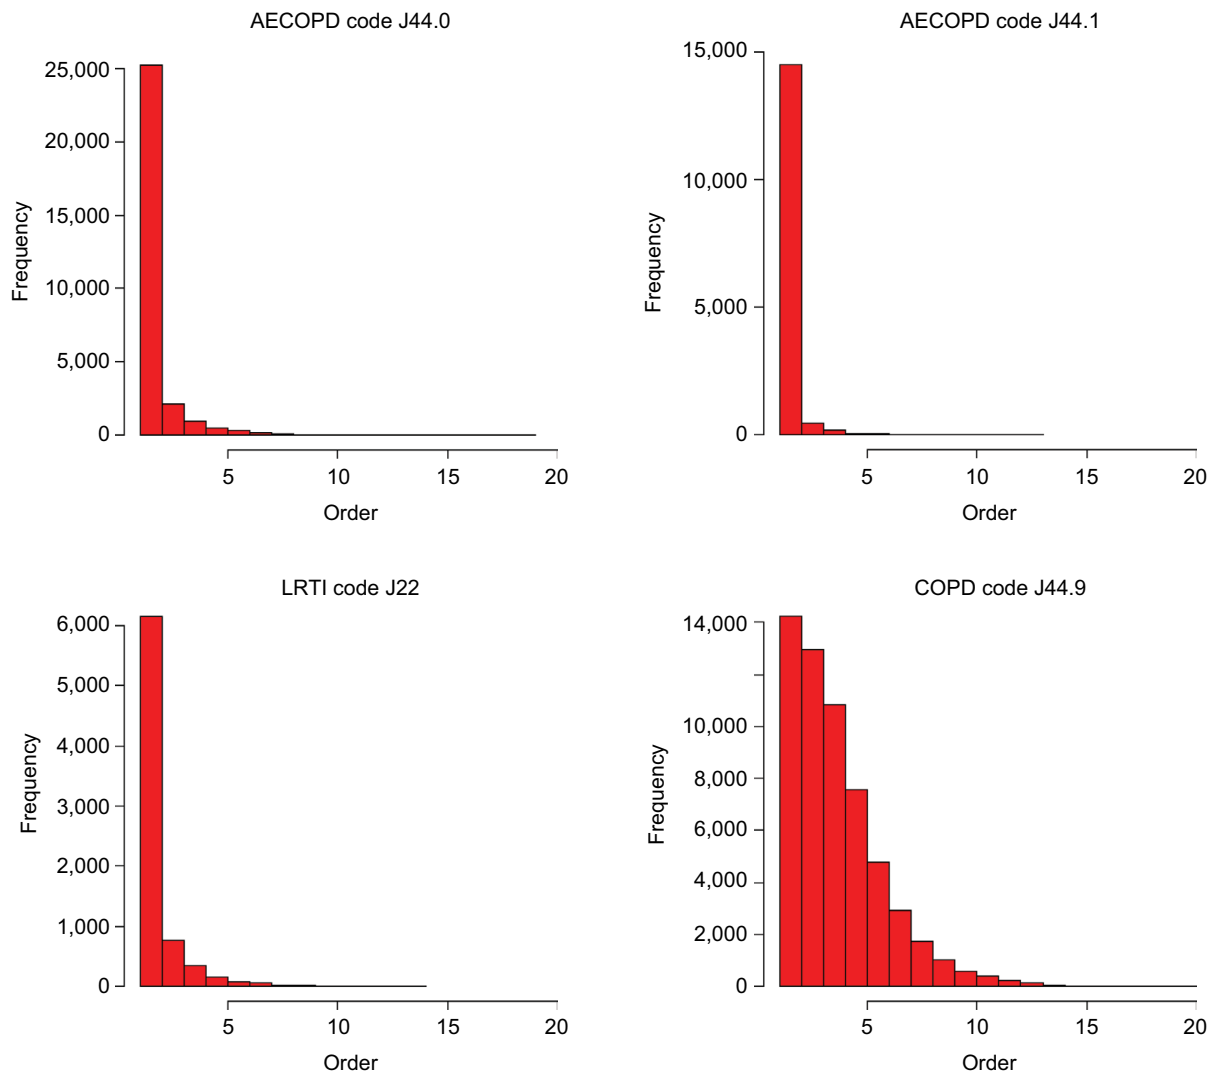 AECOPD code J44.0
Frequency
25,000
20,000
15,000
10,000
5,000
0
5 10 15 20
Order
AECOPD code J44.1
Frequency
15,000
10,000
5,000
0
5 10 15 20
Order
LRTI code J22
Frequency
6,000
5,000
4,000
3,000
2,000
1,000
0
5 10 15 20
Order
COPD code J44.9
Frequency
14,000
10,000
8,000
6,000
4,000
2,000
0
5 10 15 20
Order